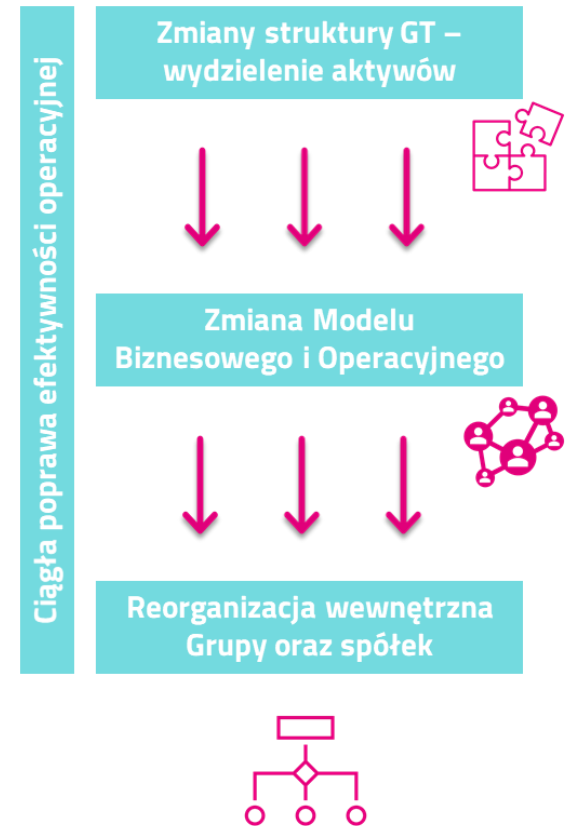 Ciągła poprawa efektywności operacyjnej
Zmiany struktury GT –
wydzielenie aktywów
Zmiana Modelu
Biznesowego i Operacyjnego
Reorganizacja wewnętrzna
Grupy oraz spółek